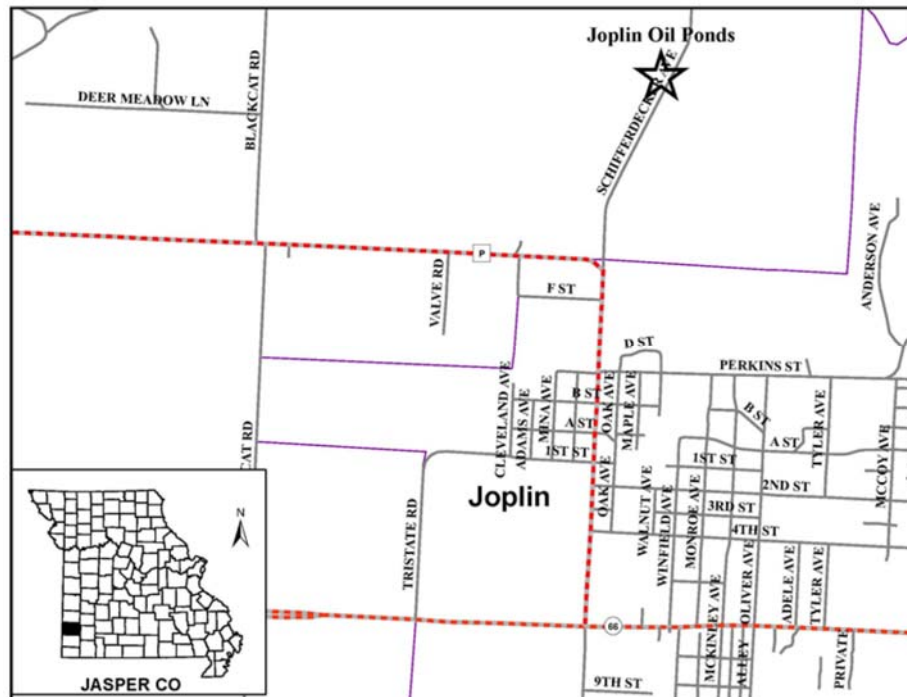 Joplin Oil Ponds
DEER MEADOW LN
BLACKCAT RD
SCHIFFERDECKER AVE
ANDERSON AVE
P
VALVE RD
F ST
D ST
PERKINS ST
CLEVELAND AVE
ADAMS AVE
MINA AVE
B ST
OAK AVE
MAPLE AVE
B ST
A ST
A ST
TYLER AVE
1ST ST
1ST ST
MCCOY AVE
CAT RD
2ND ST
Joplin
OAK AVE
WALNUT AVE
WINFIELD AVE
MONROE AVE
3RD ST
4TH ST
N
TRISTATE RD
MCKINLEY AVE
ALLEY
OLIVER AVE
ADELE AVE
TYLER AVE
66
PRIVATE
9TH ST
JASPER CO